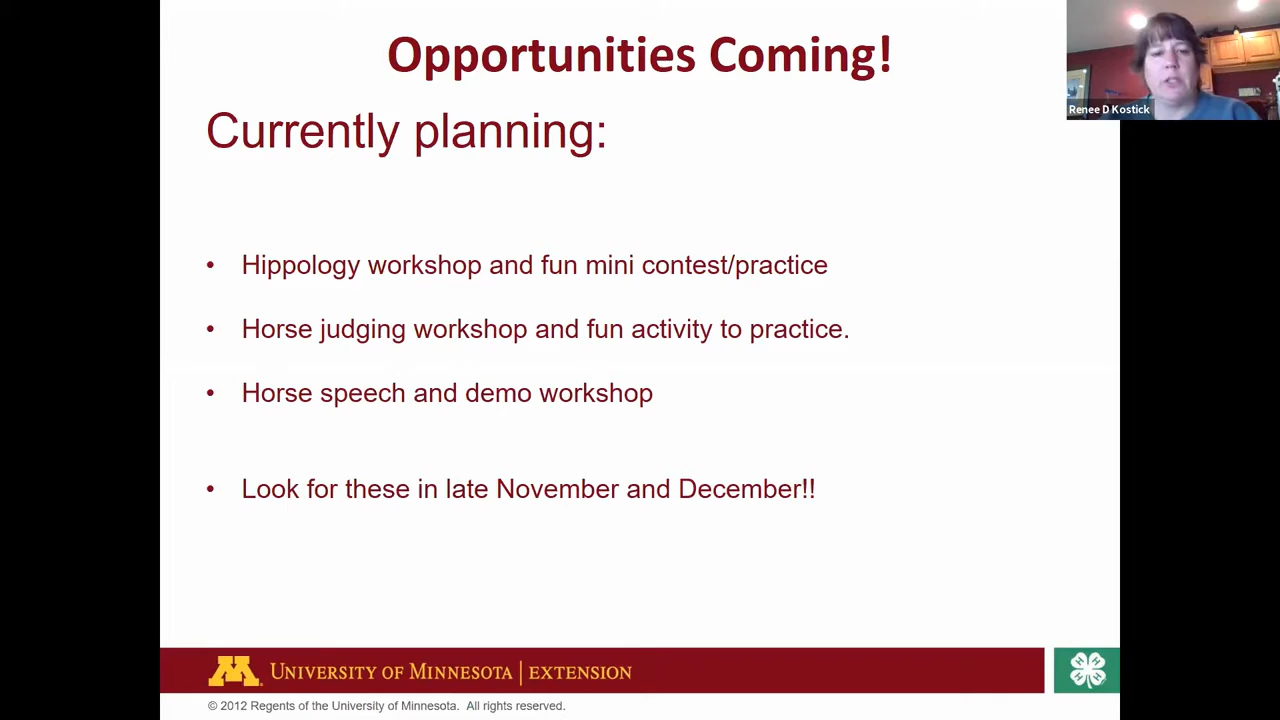 Opportunities Coming!
Renee D Kostick
Currently planning:
• Hippology workshop and fun mini contest/practice
• Horse judging workshop and fun activity to practice.
• Horse speech and demo workshop
• Look for these in late November and December!!
M
UNIVERSITY OF MINNESOTA | EXTENSION
H H H H
© 2012 Regents of the University of Minnesota. All rights reserved.